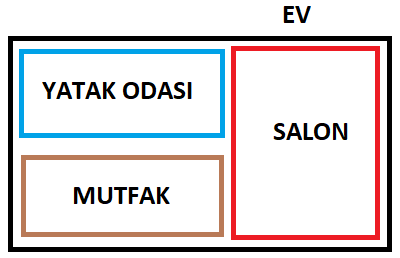 EV
YATAK ODASI
SALON
MUTFAK